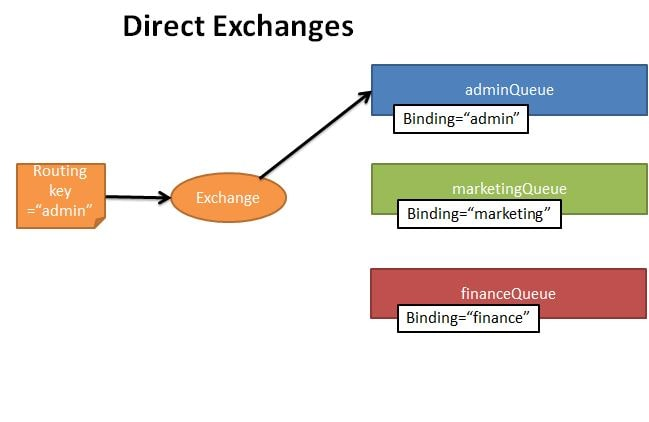 Direct Exchanges
adminQueue
Binding=“admin”
Routing
key
=“admin”
Exchange
marketingQueue
Binding=“marketing”
financeQueue
Binding=“finance”